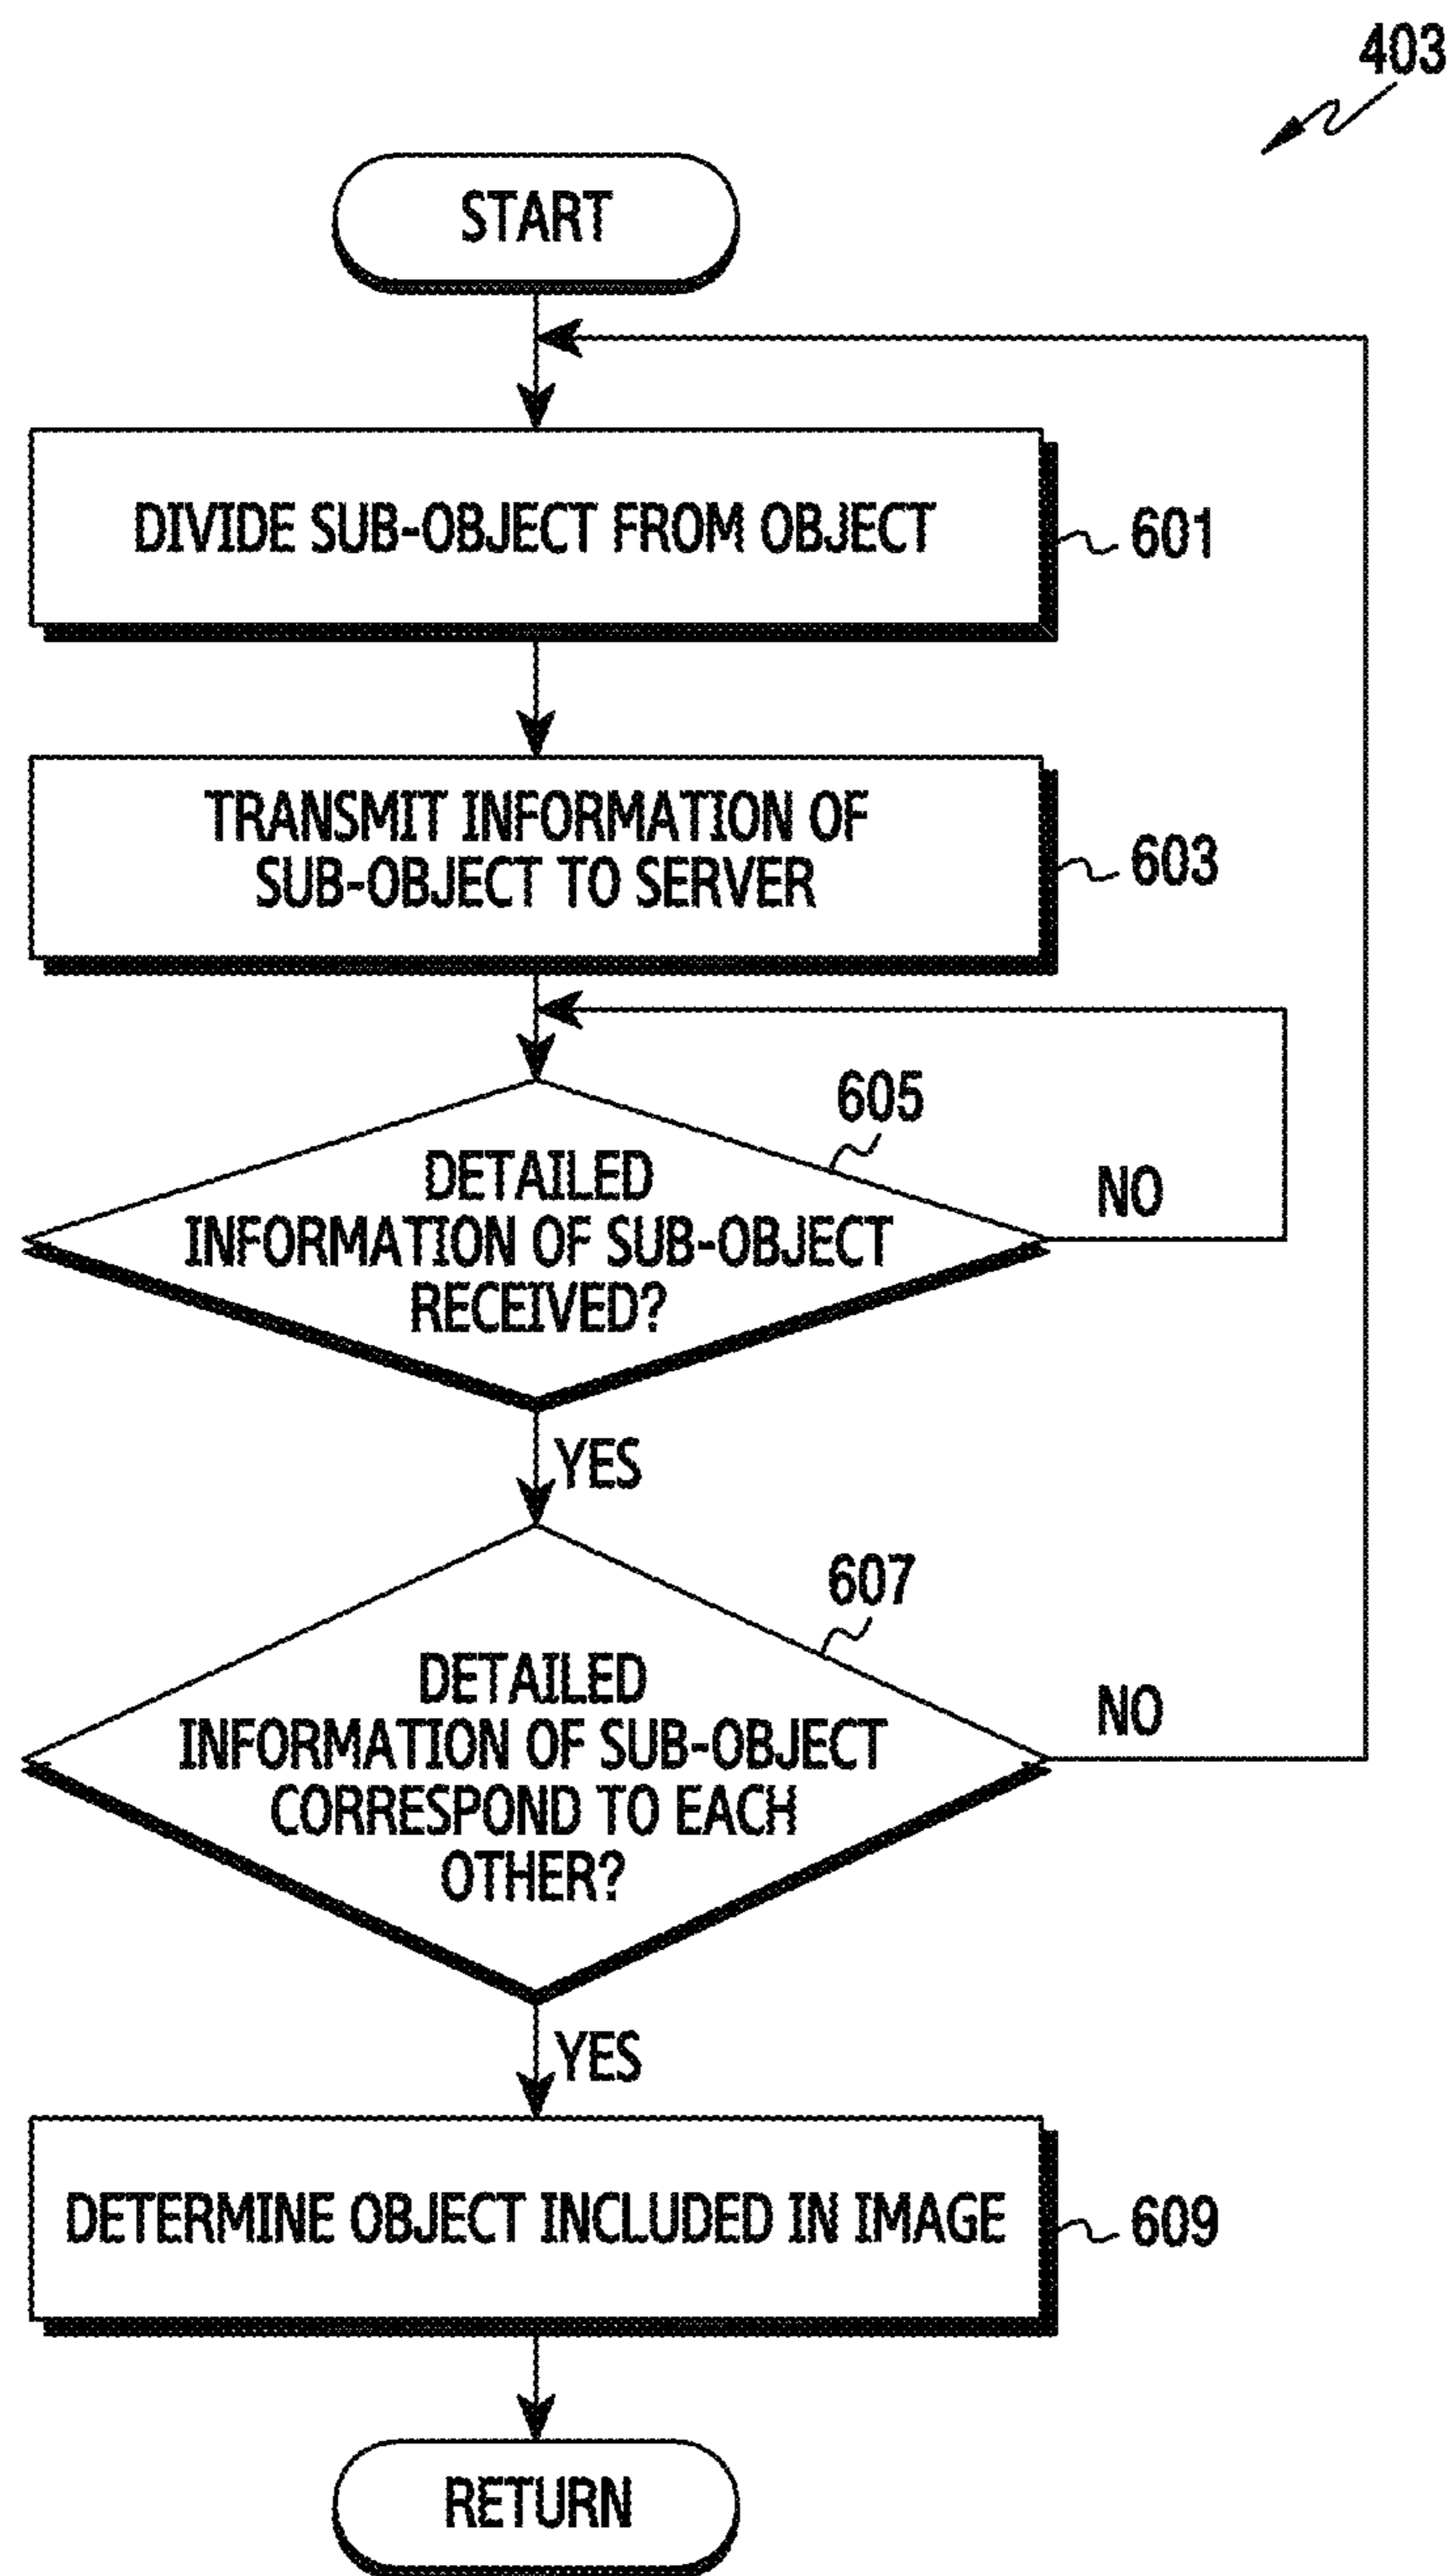 403
START
DIVIDE SUB-OBJECT FROM OBJECT
601
TRANSMIT INFORMATION OF
SUB-OBJECT TO SERVER
603
605
DETAILED
INFORMATION OF SUB-OBJECT
RECEIVED?
NO
YES
607
DETAILED
INFORMATION OF SUB-OBJECT
CORRESPOND TO EACH
OTHER?
NO
YES
DETERMINE OBJECT INCLUDED IN IMAGE
609
RETURN